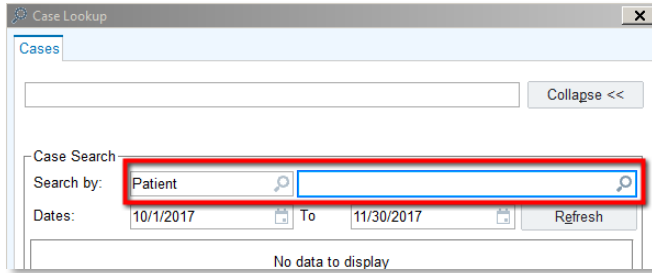 Case Lookup
Cases
Collapse <<
Case Search
Search by: Patient
Dates: 10/1/2017 To 11/30/2017 Refresh
No data to display